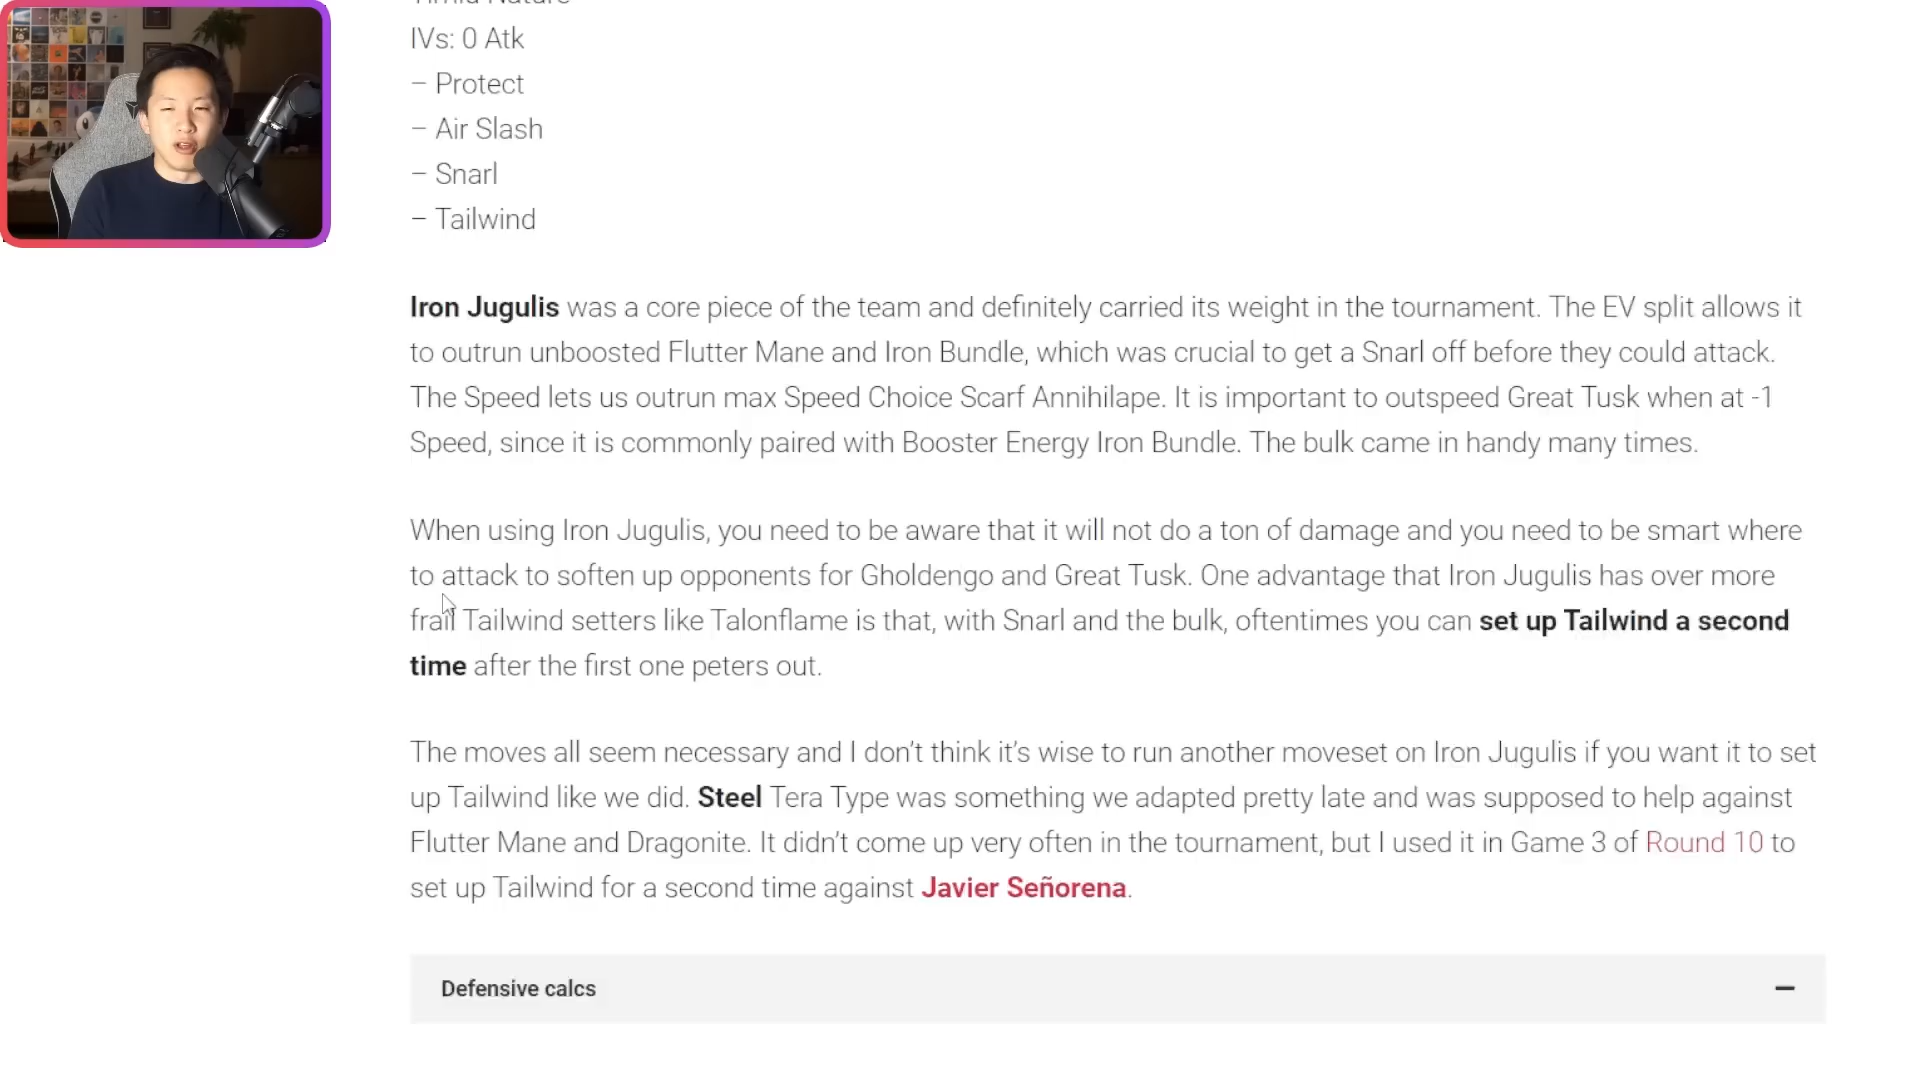 IVs: 0 Atk
– Protect
– Air Slash
– Snarl
– Tailwind
Iron Jugulis was a core piece of the team and definitely carried its weight in the tournament. The EV split allows it
to outrun unboosted Flutter Mane and Iron Bundle, which was crucial to get a Snarl off before they could attack.
The Speed lets us outrun max Speed Choice Scarf Annihilape. It is important to outspeed Great Tusk when at -1
Speed, since it is commonly paired with Booster Energy Iron Bundle. The bulk came in handy many times.
When using Iron Jugulis, you need to be aware that it will not do a ton of damage and you need to be smart where
to attack to soften up opponents for Gholdengo and Great Tusk. One advantage that Iron Jugulis has over more
frail Tailwind setters like Talonflame is that, with Snarl and the bulk, oftentimes you can set up Tailwind a second
time after the first one peters out.
The moves all seem necessary and I don’t think it’s wise to run another moveset on Iron Jugulis if you want it to set
up Tailwind like we did. Steel Tera Type was something we adapted pretty late and was supposed to help against
Flutter Mane and Dragonite. It didn’t come up very often in the tournament, but I used it in Game 3 of Round 10 to
set up Tailwind for a second time against Javier Señorena.
Defensive calcs